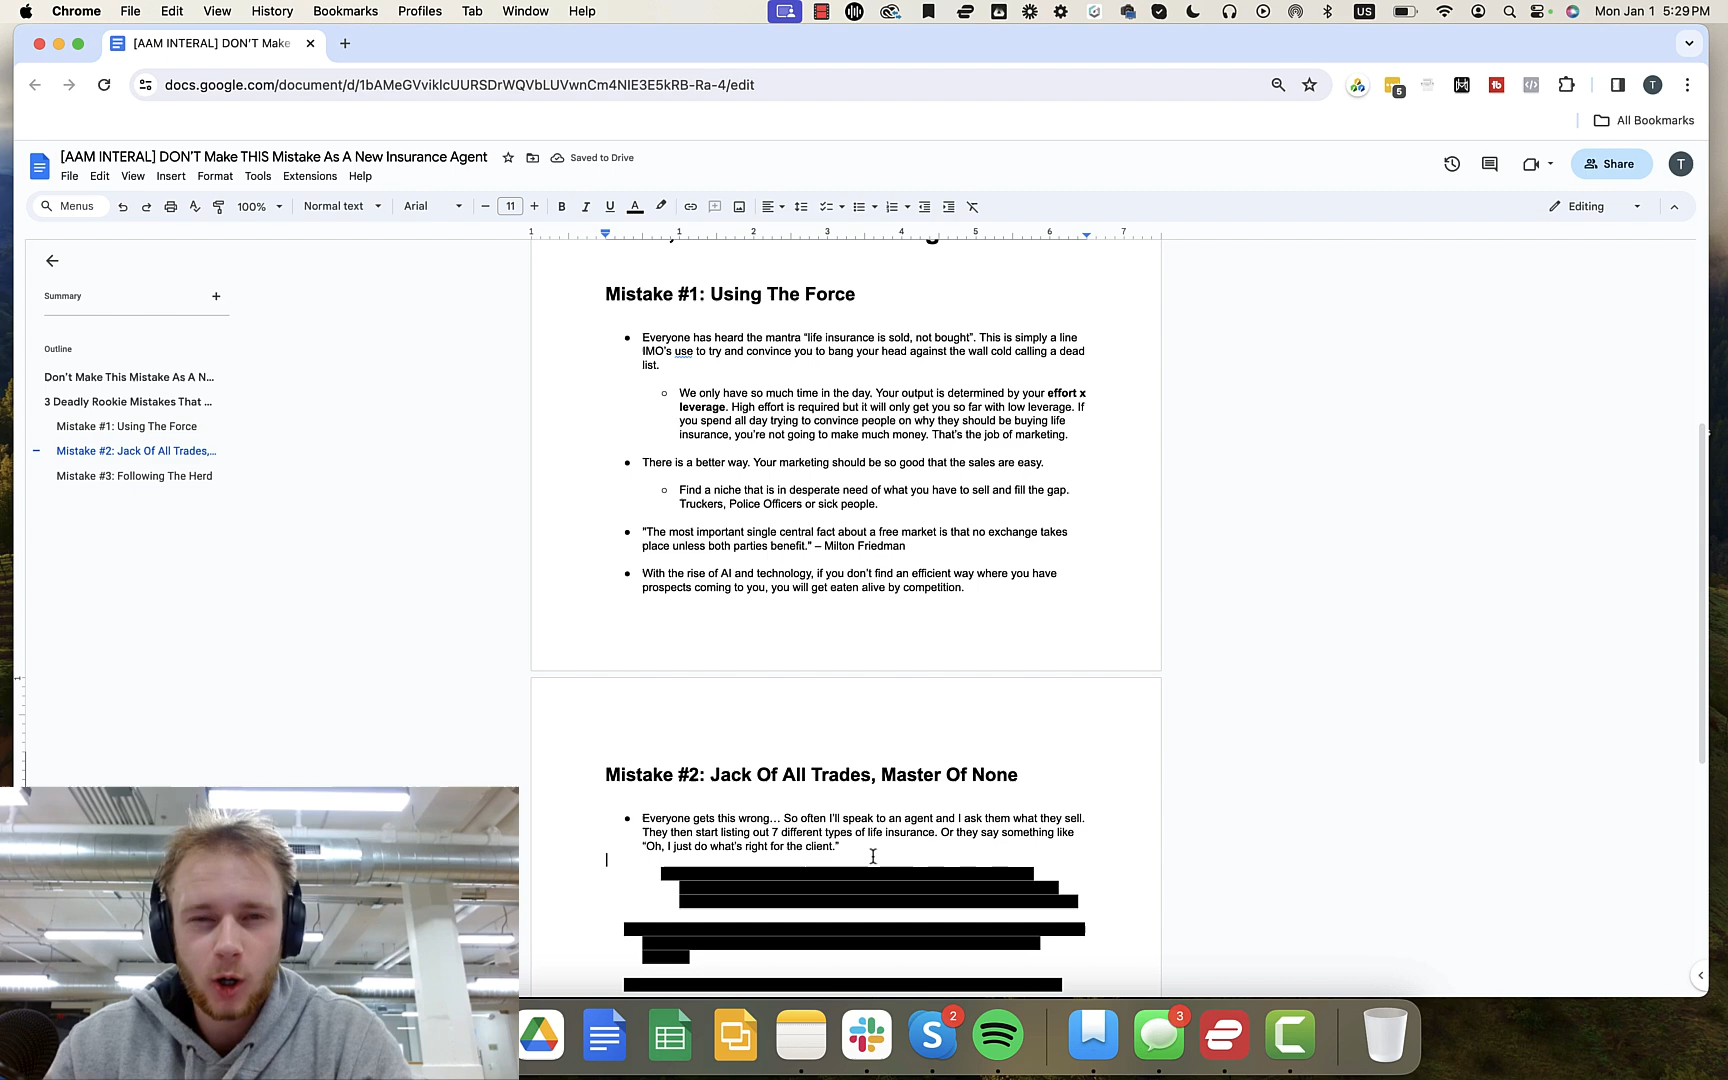 Chrome File Edit View History Bookmarks Profiles Tab Window Help
US
Mon Jan 1 5:29 PM
[AAM INTERAL] DON'T Make
docs.google.com/document/d/1bAMeGVviklcUURSDrWQVbLUVwnCm4NlE3E5kRB-Ra-4/edit
5
T
All Bookmarks
[AAM INTERAL] DON'T Make THIS Mistake As A New Insurance Agent
Saved to Drive
File Edit View Insert Format Tools Extensions Help
Share
T
Menus
100%
Normal text
Arial
11
B I U A
Editing
1 1 2 3 4 5 6 7
Summary
Outline
Don't Make This Mistake As A N...
3 Deadly Rookie Mistakes That ...
Mistake #1: Using The Force
Mistake #2: Jack Of All Trades,...
Mistake #3: Following The Herd
Mistake #1: Using The Force
● Everyone has heard the mantra “life insurance is sold, not bought”. This is simply a line
IMO's use to try and convince you to bang your head against the wall cold calling a dead
list.
○ We only have so much time in the day. Your output is determined by your effort x
leverage. High effort is required but it will only get you so far with low leverage. If
you spend all day trying to convince people on why they should be buying life
insurance, you're not going to make much money. That's the job of marketing.
● There is a better way. Your marketing should be so good that the sales are easy.
○ Find a niche that is in desperate need of what you have to sell and fill the gap.
Truckers, Police Officers or sick people.
● "The most important single central fact about a free market is that no exchange takes
place unless both parties benefit." – Milton Friedman
● With the rise of AI and technology, if you don't find an efficient way where you have
prospects coming to you, you will get eaten alive by competition.
Mistake #2: Jack Of All Trades, Master Of None
● Everyone gets this wrong… So often I'll speak to an agent and I ask them what they sell.
They then start listing out 7 different types of life insurance. Or they say something like
“Oh, I just do what's right for the client.”
2
3